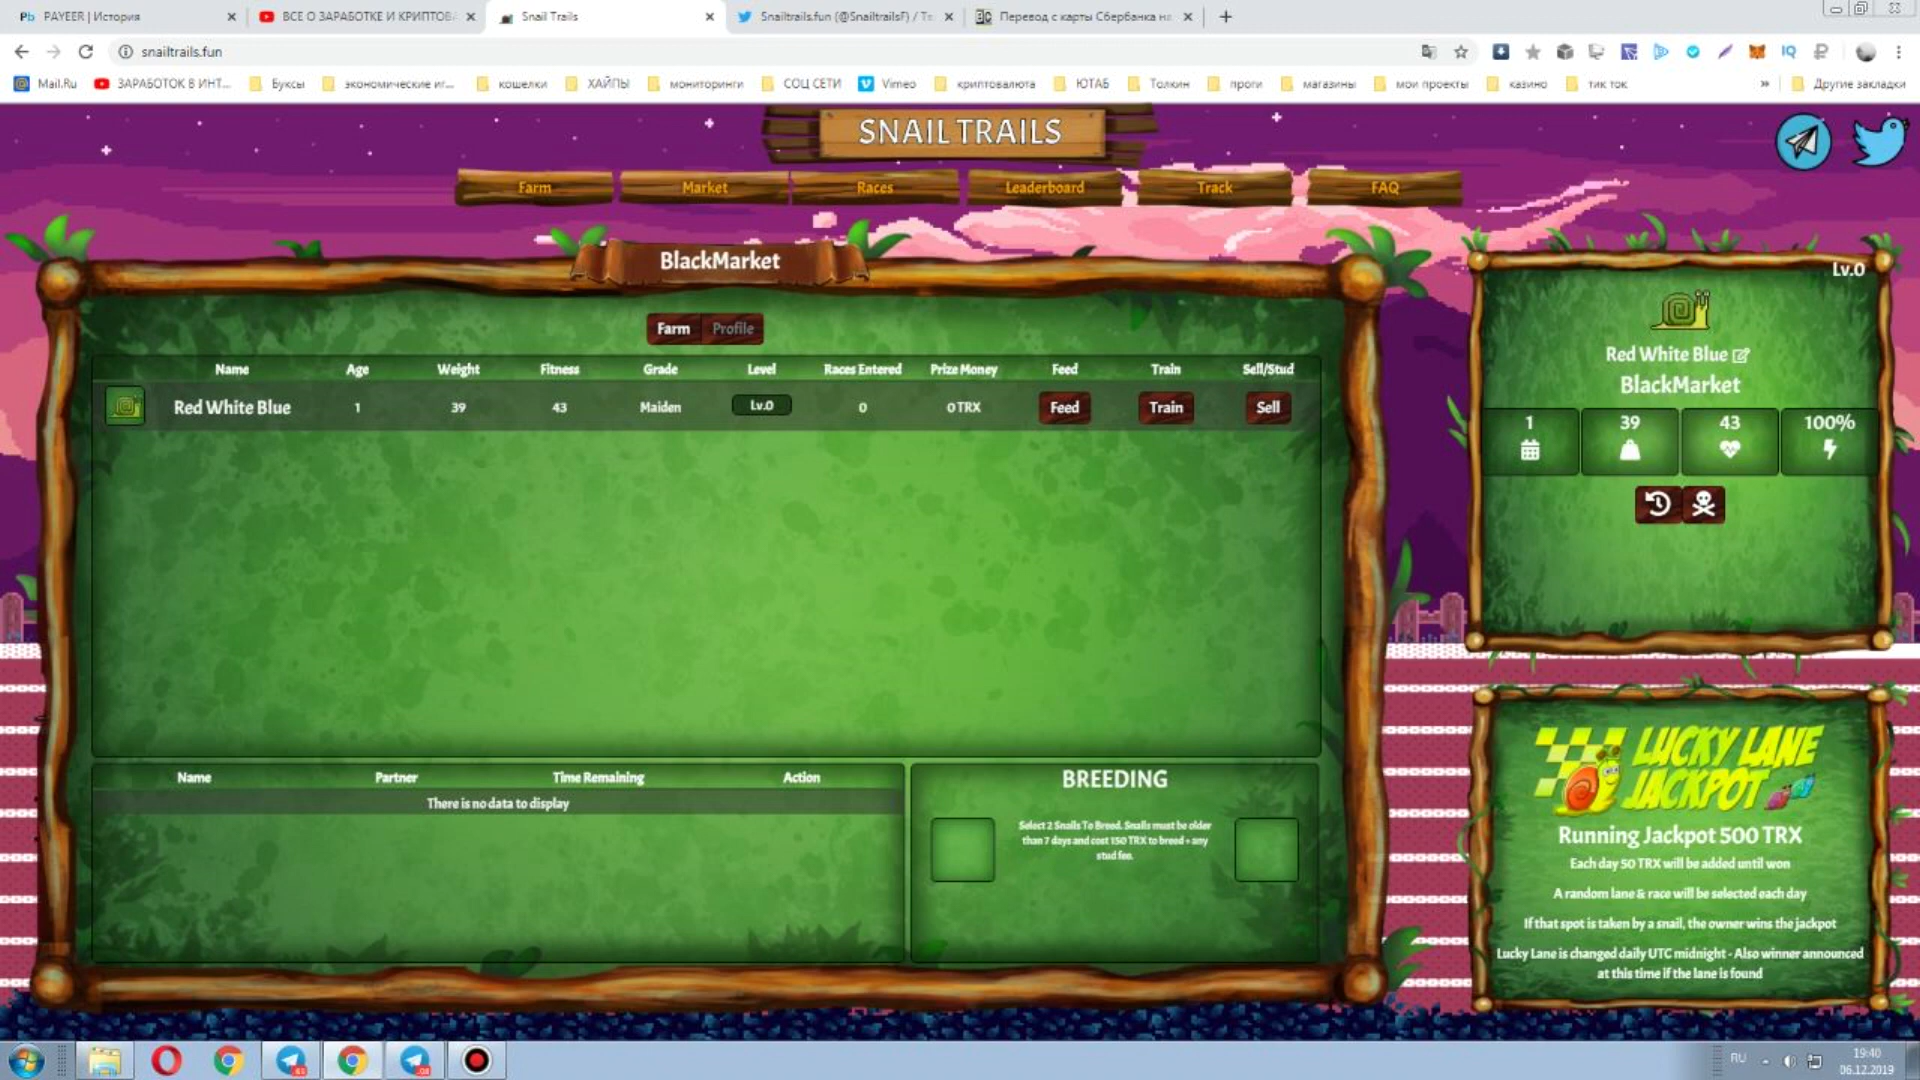 PAYEER | История
ВСЕ О ЗАРАБОТКЕ И КРИПТОВ
Snail Trails
Snailtrails.fun (@SnailtrailsF) / Т
Перевод с карты Сбербанка на
snailtrails.fun
Mail.Ru
ЗАРАБОТОК В ИНТ...
Буксы
экономические иг...
кошелки
ХАЙПЫ
мониторинги
СОЦ СЕТИ
Vimeo
криптовалюта
ЮТАБ
Толкин
проги
магазины
мои проекты
казино
тик ток
»
Другие закладки
SNAIL TRAILS
Farm
Market
Races
Leaderboard
Track
FAQ
BlackMarket
Farm Profile
Name Age Weight Fitness Grade Level Races Entered Prize Money Feed Train Sell/Stud
Red White Blue 1 39 43 Maiden Lv.0 0 0 TRX Feed Train Sell
Name Partner Time Remaining Action
There is no data to display
BREEDING
Select 2 Snails To Breed. Snails must be older
than 7 days and cost 150 TRX to breed + any
stud fee.
Lv.0
Red White Blue
BlackMarket
1 39 43 100%
LUCKY LANE
JACKPOT
Running Jackpot 500 TRX
Each day 50 TRX will be added until won
A random lane & race will be selected each day
If that spot is taken by a snail, the owner wins the jackpot
Lucky Lane is changed daily UTC midnight - Also winner announced
at this time if the lane is found
RU
19:40
06.12.2019